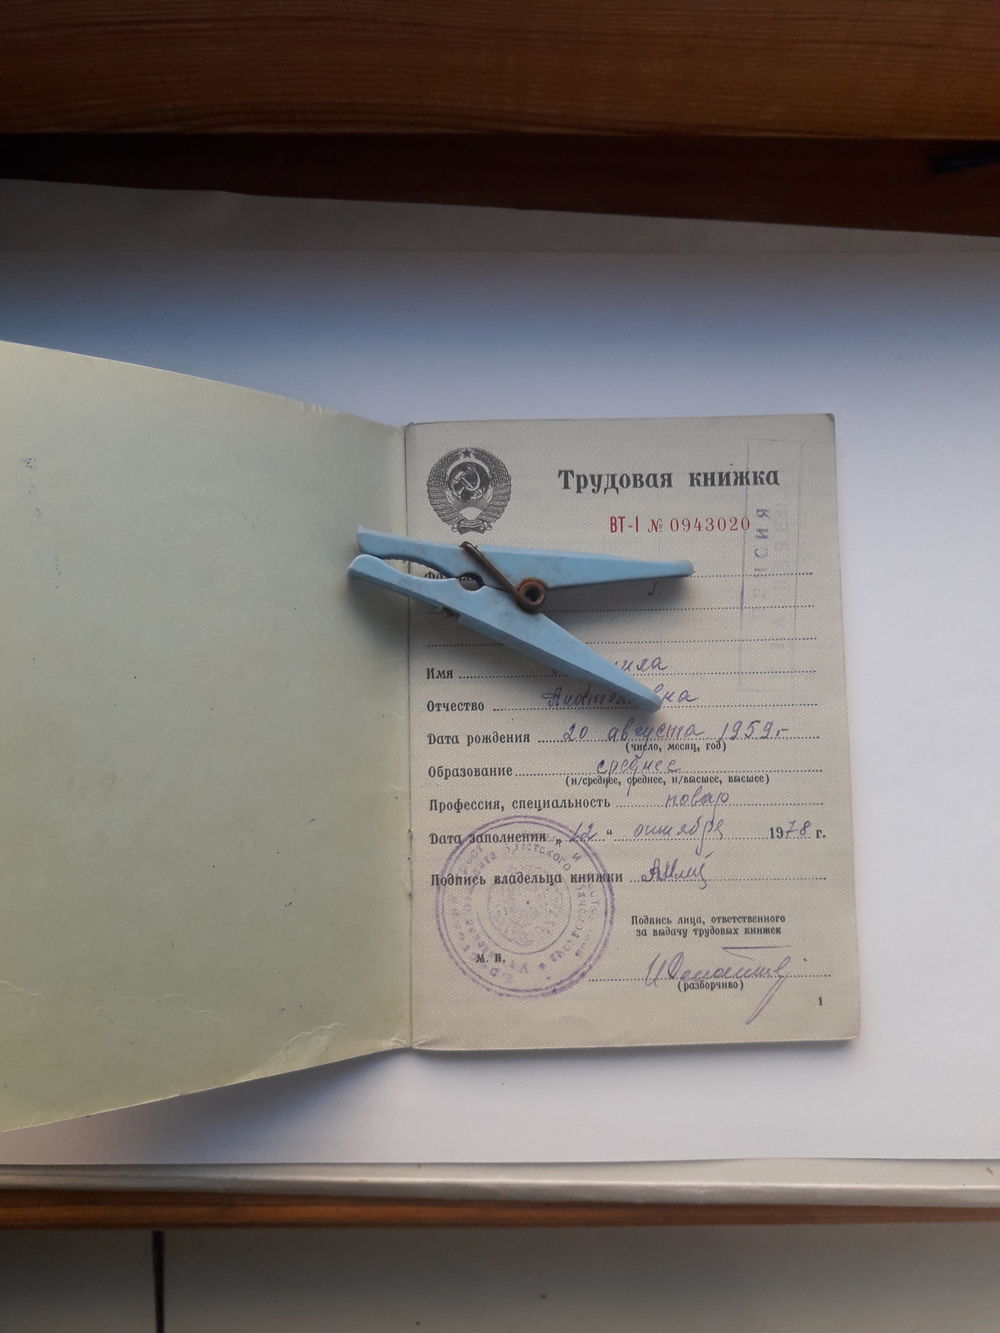 Трудовая книжка
ВТ-I № 0943020
Имя
Отчество
Дата рождения 20 августа 1959 г
(число, месяц, год)
Образование среднее
(н/среднее, среднее, н/высшее, высшее)
Профессия, специальность повар
Дата заполнения „12" октября 1978 г.
Подпись владельца книжки
Подпись лица, ответственного
за выдачу трудовых книжек
М. П.
(разборчиво)
1